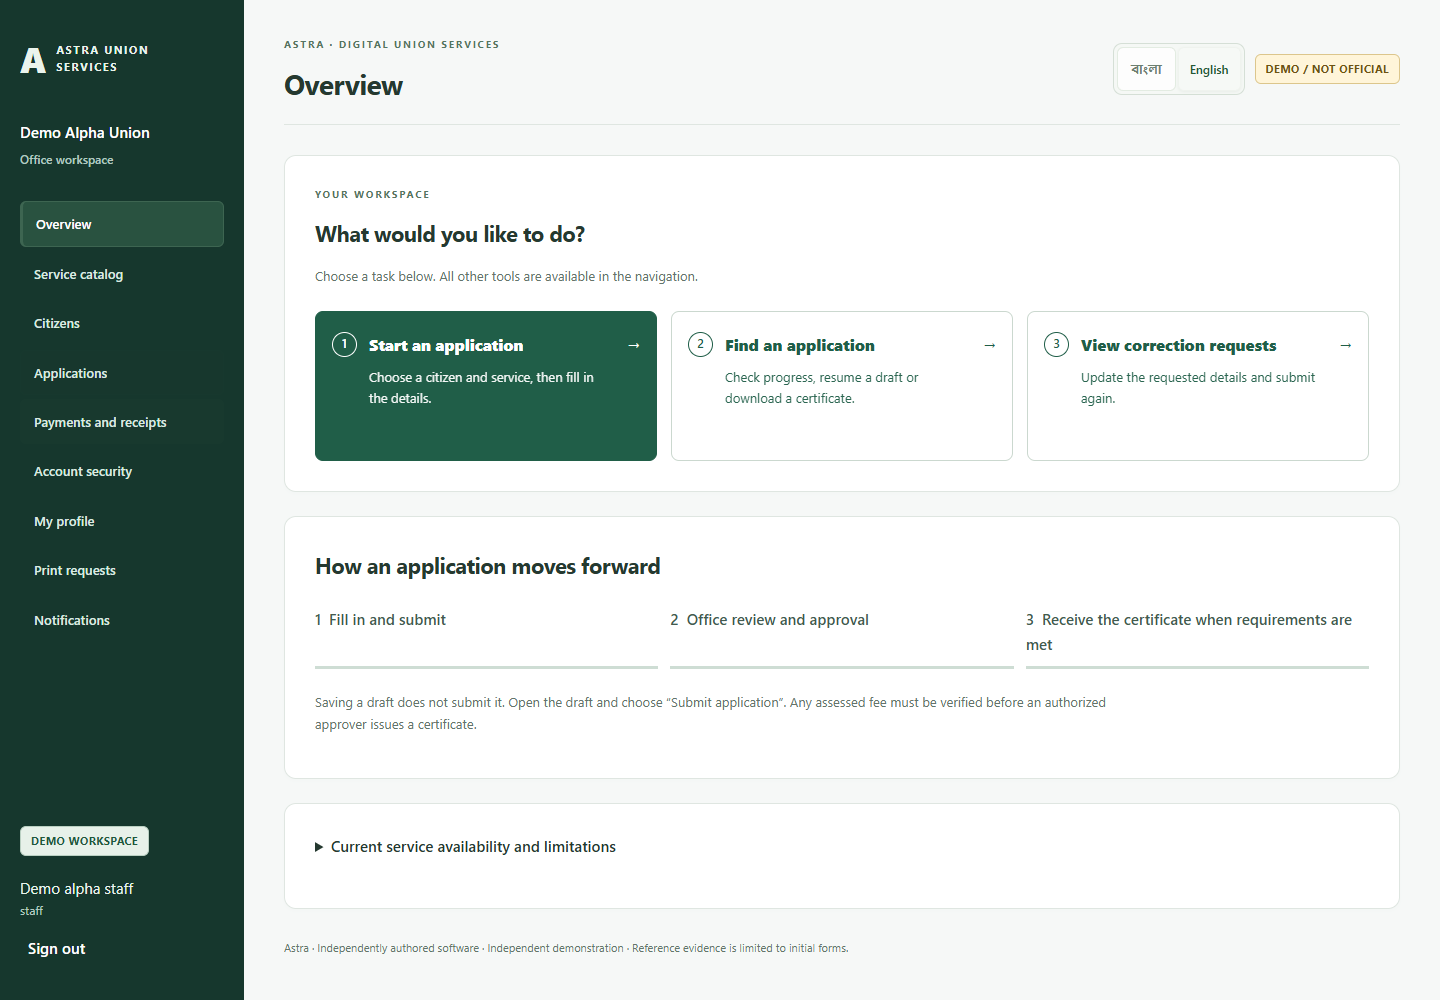 A
ASTRA UNION
SERVICES
Demo Alpha Union
Office workspace
Overview
Service catalog
Citizens
Applications
Payments and receipts
Account security
My profile
Print requests
Notifications
DEMO WORKSPACE
Demo alpha staff
staff
Sign out
ASTRA · DIGITAL UNION SERVICES
Overview
বাংলা
English
DEMO / NOT OFFICIAL
YOUR WORKSPACE
What would you like to do?
Choose a task below. All other tools are available in the navigation.
1 Start an application →
Choose a citizen and service, then fill in
the details.
2 Find an application →
Check progress, resume a draft or
download a certificate.
3 View correction requests →
Update the requested details and submit
again.
How an application moves forward
1 Fill in and submit
2 Office review and approval
3 Receive the certificate when requirements are
met
Saving a draft does not submit it. Open the draft and choose “Submit application”. Any assessed fee must be verified before an authorized
approver issues a certificate.
▶ Current service availability and limitations
Astra · Independently authored software · Independent demonstration · Reference evidence is limited to initial forms.